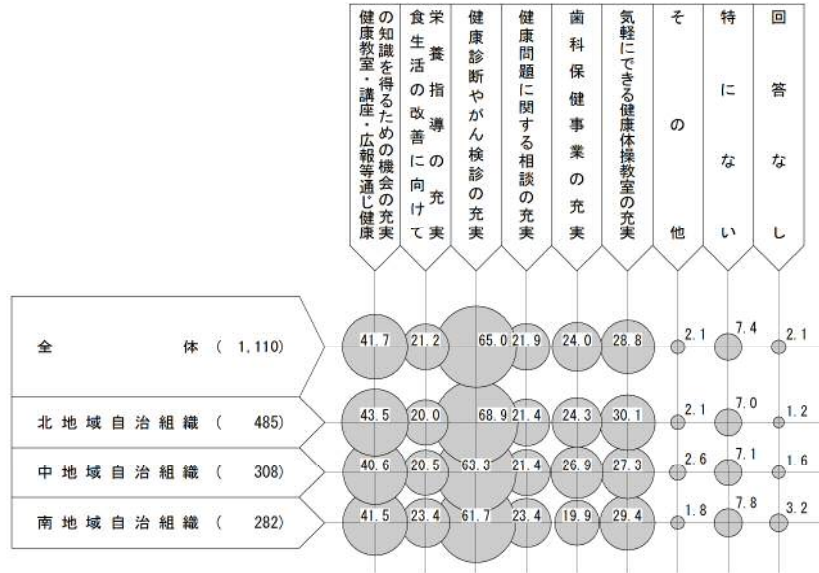 健康教室・講座・広報等通じ健康
の知識を得るための機会の充実
食生活の改善に向けて
栄養指導の充実
健康診断やがん検診の充実
健康問題に関する相談の充実
歯科保健事業の充実
気軽にできる健康体操教室の充実
その他
特にない
回答なし
全体 ( 1,110)
41.7 21.2 65.0 21.9 24.0 28.8 2.1 7.4 2.1
北地域自治組織 ( 485)
43.5 20.0 68.9 21.4 24.3 30.1 2.1 7.0 1.2
中地域自治組織 ( 308)
40.6 20.5 63.3 21.4 26.9 27.3 2.6 7.1 1.6
南地域自治組織 ( 282)
41.5 23.4 61.7 23.4 19.9 29.4 1.8 7.8 3.2